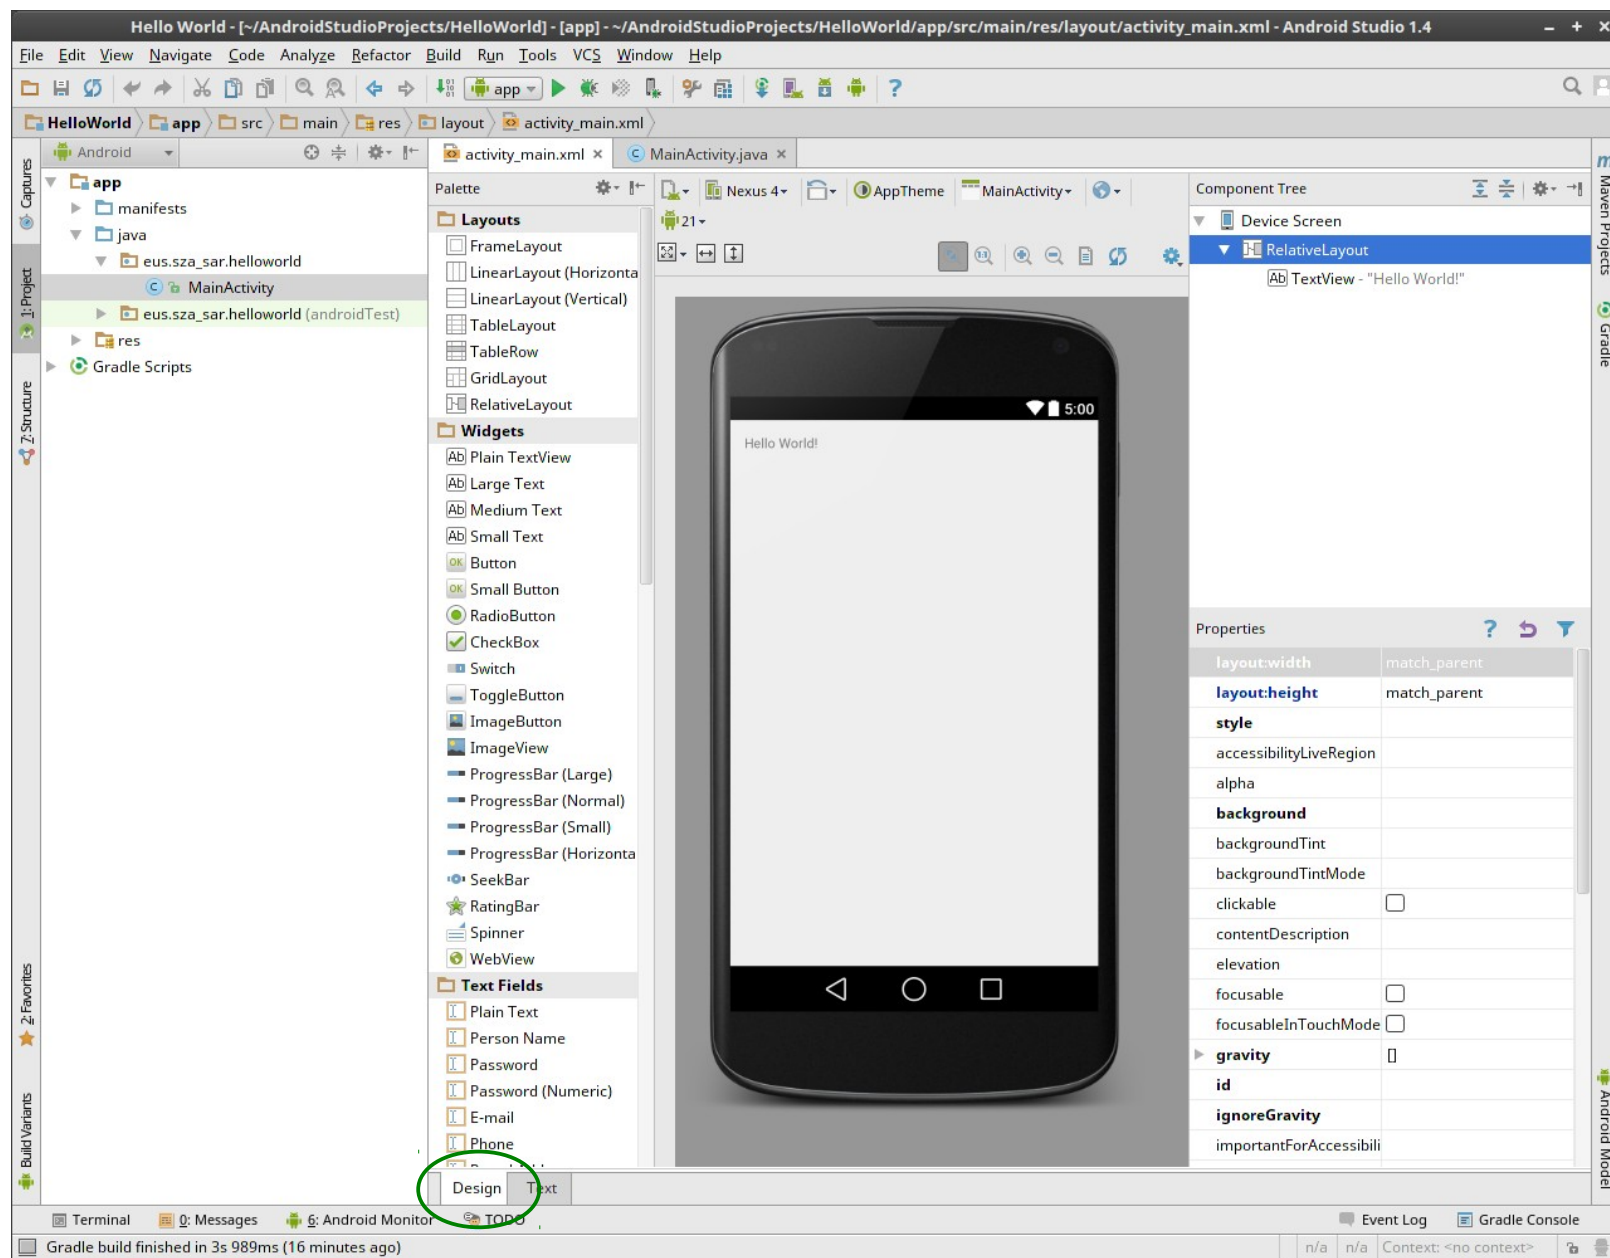 Hello World - [~/AndroidStudioProjects/HelloWorld] - [app] - ~/AndroidStudioProjects/HelloWorld/app/src/main/res/layout/activity_main.xml - Android Studio 1.4
File Edit View Navigate Code Analyze Refactor Build Run Tools VCS Window Help
app
HelloWorld app src main res layout activity_main.xml
Android
activity_main.xml
MainActivity.java
Captures
1: Project
7: Structure
2: Favorites
Build Variants
app
manifests
java
eus.sza_sar.helloworld
MainActivity
eus.sza_sar.helloworld (androidTest)
res
Gradle Scripts
Palette
Layouts
FrameLayout
LinearLayout (Horizonta
LinearLayout (Vertical)
TableLayout
TableRow
GridLayout
RelativeLayout
Widgets
Ab Plain TextView
Ab Large Text
Ab Medium Text
Ab Small Text
OK Button
OK Small Button
RadioButton
CheckBox
Switch
ToggleButton
ImageButton
ImageView
ProgressBar (Large)
ProgressBar (Normal)
ProgressBar (Small)
ProgressBar (Horizonta
SeekBar
RatingBar
Spinner
WebView
Text Fields
Plain Text
Person Name
Password
Password (Numeric)
E-mail
Phone
Design Text
Nexus 4 AppTheme MainActivity
21
5:00
Hello World!
Component Tree
Device Screen
RelativeLayout
Ab TextView - "Hello World!"
Properties
layout:width match_parent
layout:height match_parent
style
accessibilityLiveRegion
alpha
background
backgroundTint
backgroundTintMode
clickable
contentDescription
elevation
focusable
focusableInTouchMode
gravity []
id
ignoreGravity
importantForAccessibili
m
Maven Projects
Gradle
Android Model
Terminal 0: Messages 6: Android Monitor TODO Event Log Gradle Console
Gradle build finished in 3s 989ms (16 minutes ago) n/a n/a Context: <no context>